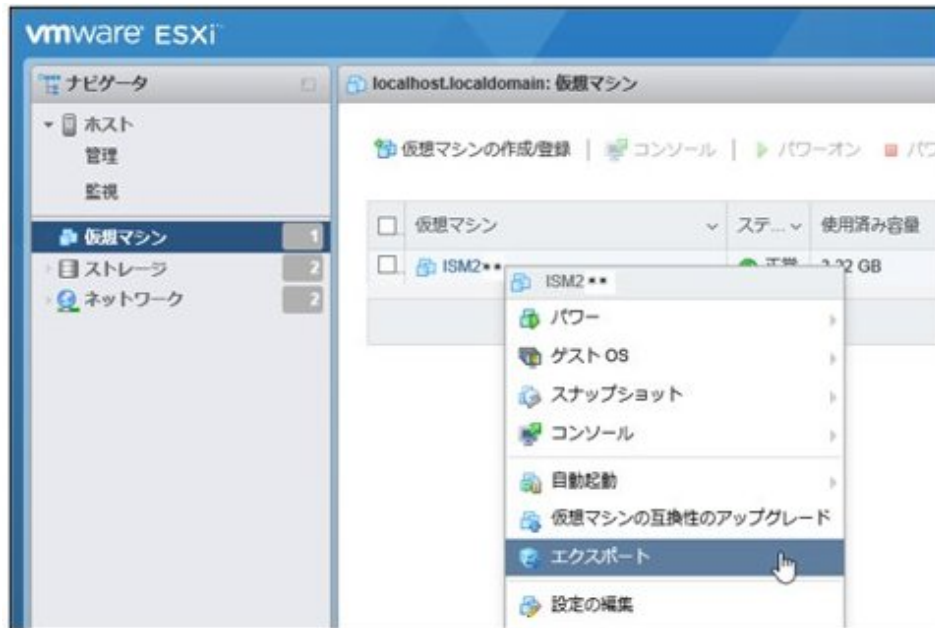 vmware ESXi
ナビゲータ
localhost.localdomain: 仮想マシン
ホスト
管理
監視
仮想マシン 1
ストレージ 2
ネットワーク 2
仮想マシンの作成/登録 | コンソール | パワーオン
仮想マシン ステ... 使用済み容量
ISM2•• 正常 GB
ISM2••
パワー
ゲスト OS
スナップショット
コンソール
自動起動
仮想マシンの互換性のアップグレード
エクスポート
設定の編集